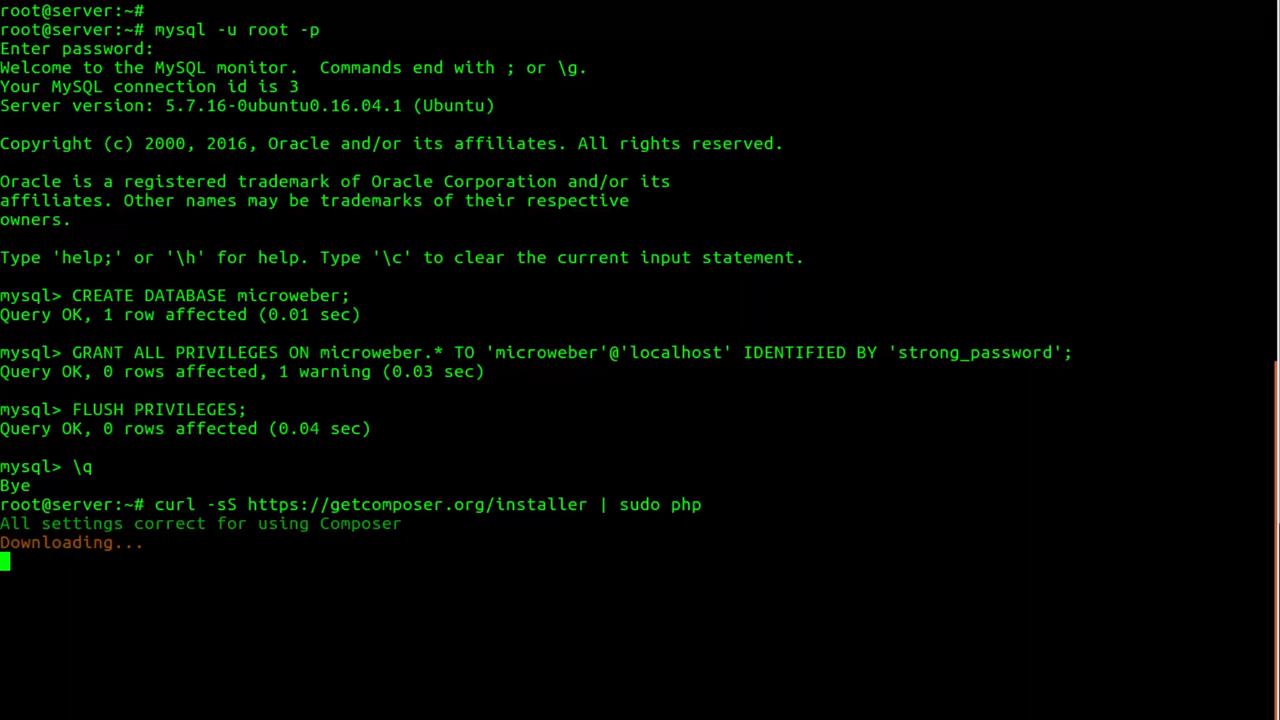 root@server:~#
root@server:~# mysql -u root -p
Enter password:
Welcome to the MySQL monitor.  Commands end with ; or \g.
Your MySQL connection id is 3
Server version: 5.7.16-0ubuntu0.16.04.1 (Ubuntu)
Copyright (c) 2000, 2016, Oracle and/or its affiliates. All rights reserved.
Oracle is a registered trademark of Oracle Corporation and/or its
affiliates. Other names may be trademarks of their respective
owners.
Type 'help;' or '\h' for help. Type '\c' to clear the current input statement.
mysql> CREATE DATABASE microweber;
Query OK, 1 row affected (0.01 sec)
mysql> GRANT ALL PRIVILEGES ON microweber.* TO 'microweber'@'localhost' IDENTIFIED BY 'strong_password';
Query OK, 0 rows affected, 1 warning (0.03 sec)
mysql> FLUSH PRIVILEGES;
Query OK, 0 rows affected (0.04 sec)
mysql> \q
Bye
root@server:~# curl -sS https://getcomposer.org/installer | sudo php
All settings correct for using Composer
Downloading...